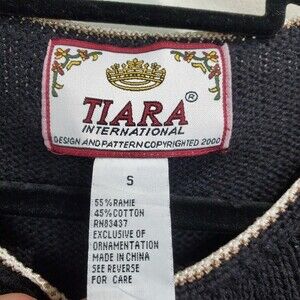 TIARA ®
INTERNATIONAL
DESIGN AND PATTERN COPYRIGHTED 2000
S
55% RAMIE
45% COTTON
RN83437
EXCLUSIVE OF
ORNAMENTATION
MADE IN CHINA
SEE REVERSE
FOR CARE